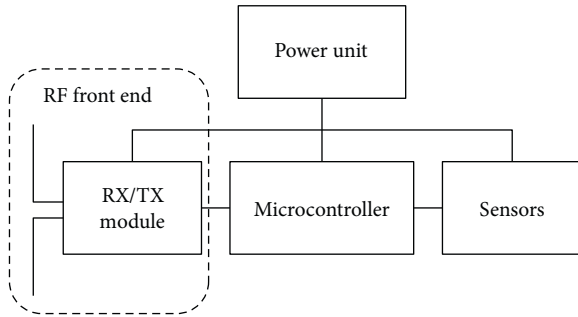 Power unit
RF front end
RX/TX
module
Microcontroller
Sensors